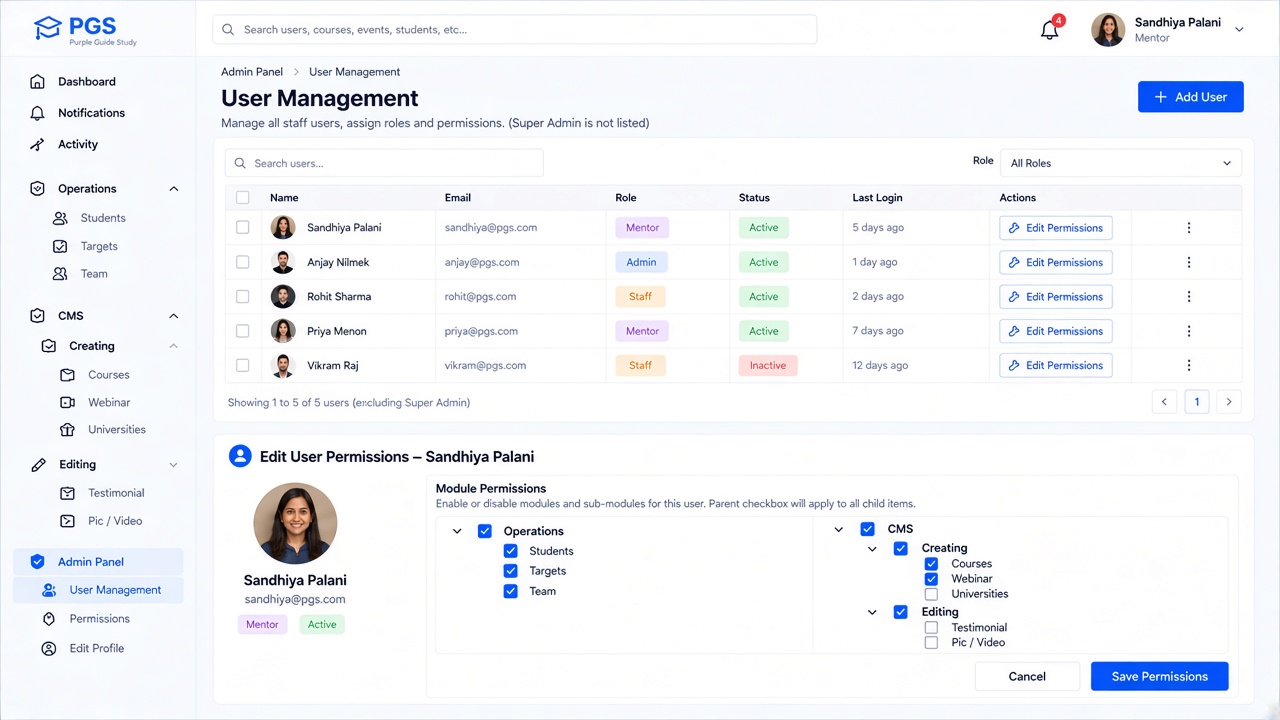 PGS
Purple Guide Study
Search users, courses, events, students, etc...
4
Sandhiya Palani
Mentor
Dashboard
Notifications
Activity
Operations
Students
Targets
Team
CMS
Creating
Courses
Webinar
Universities
Editing
Testimonial
Pic / Video
Admin Panel
User Management
Permissions
Edit Profile
Admin Panel > User Management
User Management
Manage all staff users, assign roles and permissions. (Super Admin is not listed)
+ Add User
Search users...
Role All Roles
Name Email Role Status Last Login Actions
Sandhiya Palani sandhiya@pgs.com Mentor Active 5 days ago Edit Permissions
Anjay Nilmek anjay@pgs.com Admin Active 1 day ago Edit Permissions
Rohit Sharma rohit@pgs.com Staff Active 2 days ago Edit Permissions
Priya Menon priya@pgs.com Mentor Active 7 days ago Edit Permissions
Vikram Raj vikram@pgs.com Staff Inactive 12 days ago Edit Permissions
Showing 1 to 5 of 5 users (excluding Super Admin)
< 1 >
Edit User Permissions – Sandhiya Palani
Sandhiya Palani
sandhiya@pgs.com
Mentor Active
Module Permissions
Enable or disable modules and sub-modules for this user. Parent checkbox will apply to all child items.
Operations
Students
Targets
Team
CMS
Creating
Courses
Webinar
Universities
Editing
Testimonial
Pic / Video
Cancel Save Permissions